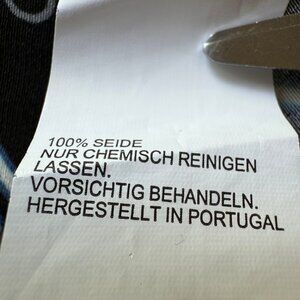 100% SEIDE
NUR CHEMISCH REINIGEN
LASSEN.
VORSICHTIG BEHANDELN.
HERGESTELLT IN PORTUGAL